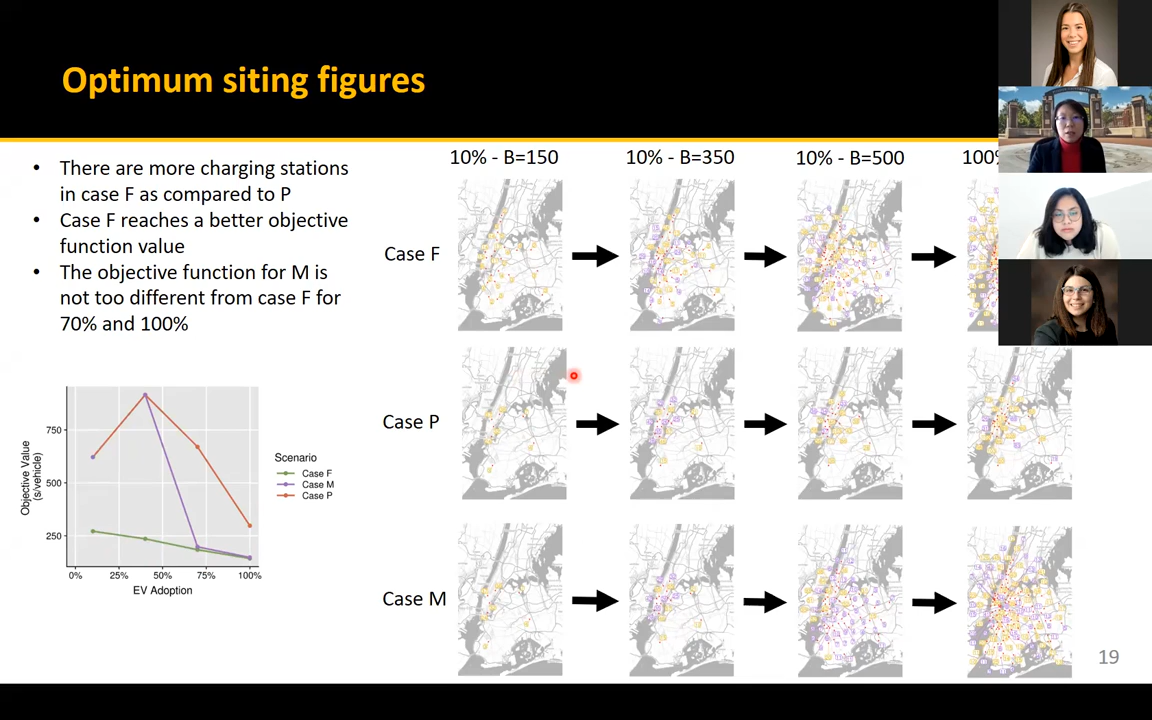 Optimum siting figures
• There are more charging stations
in case F as compared to P
• Case F reaches a better objective
function value
• The objective function for M is
not too different from case F for
70% and 100%
10% - B=150
10% - B=350
10% - B=500
100%
Case F
Case P
Case M
Objective Value
(s/vehicle)
750
500
250
0%
25%
50%
75%
100%
EV Adoption
Scenario
Case F
Case M
Case P
19